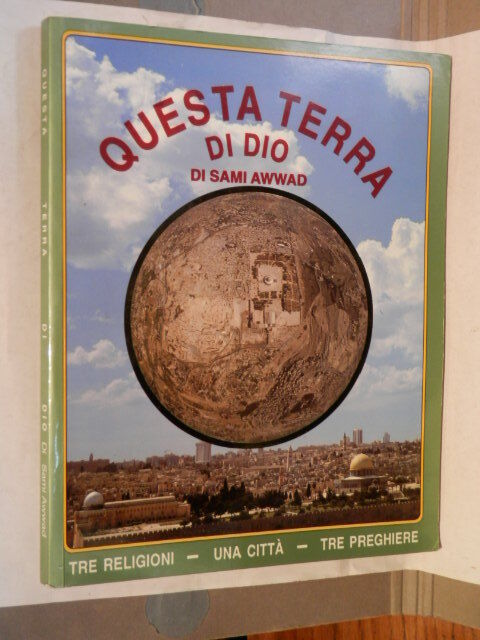 QUESTA TERRA
DI DIO
DI SAMI AWWAD
TRE RELIGIONI — UNA CITTÀ — TRE PREGHIERE
QUESTA TERRA DI DIO Di Sami Awwad